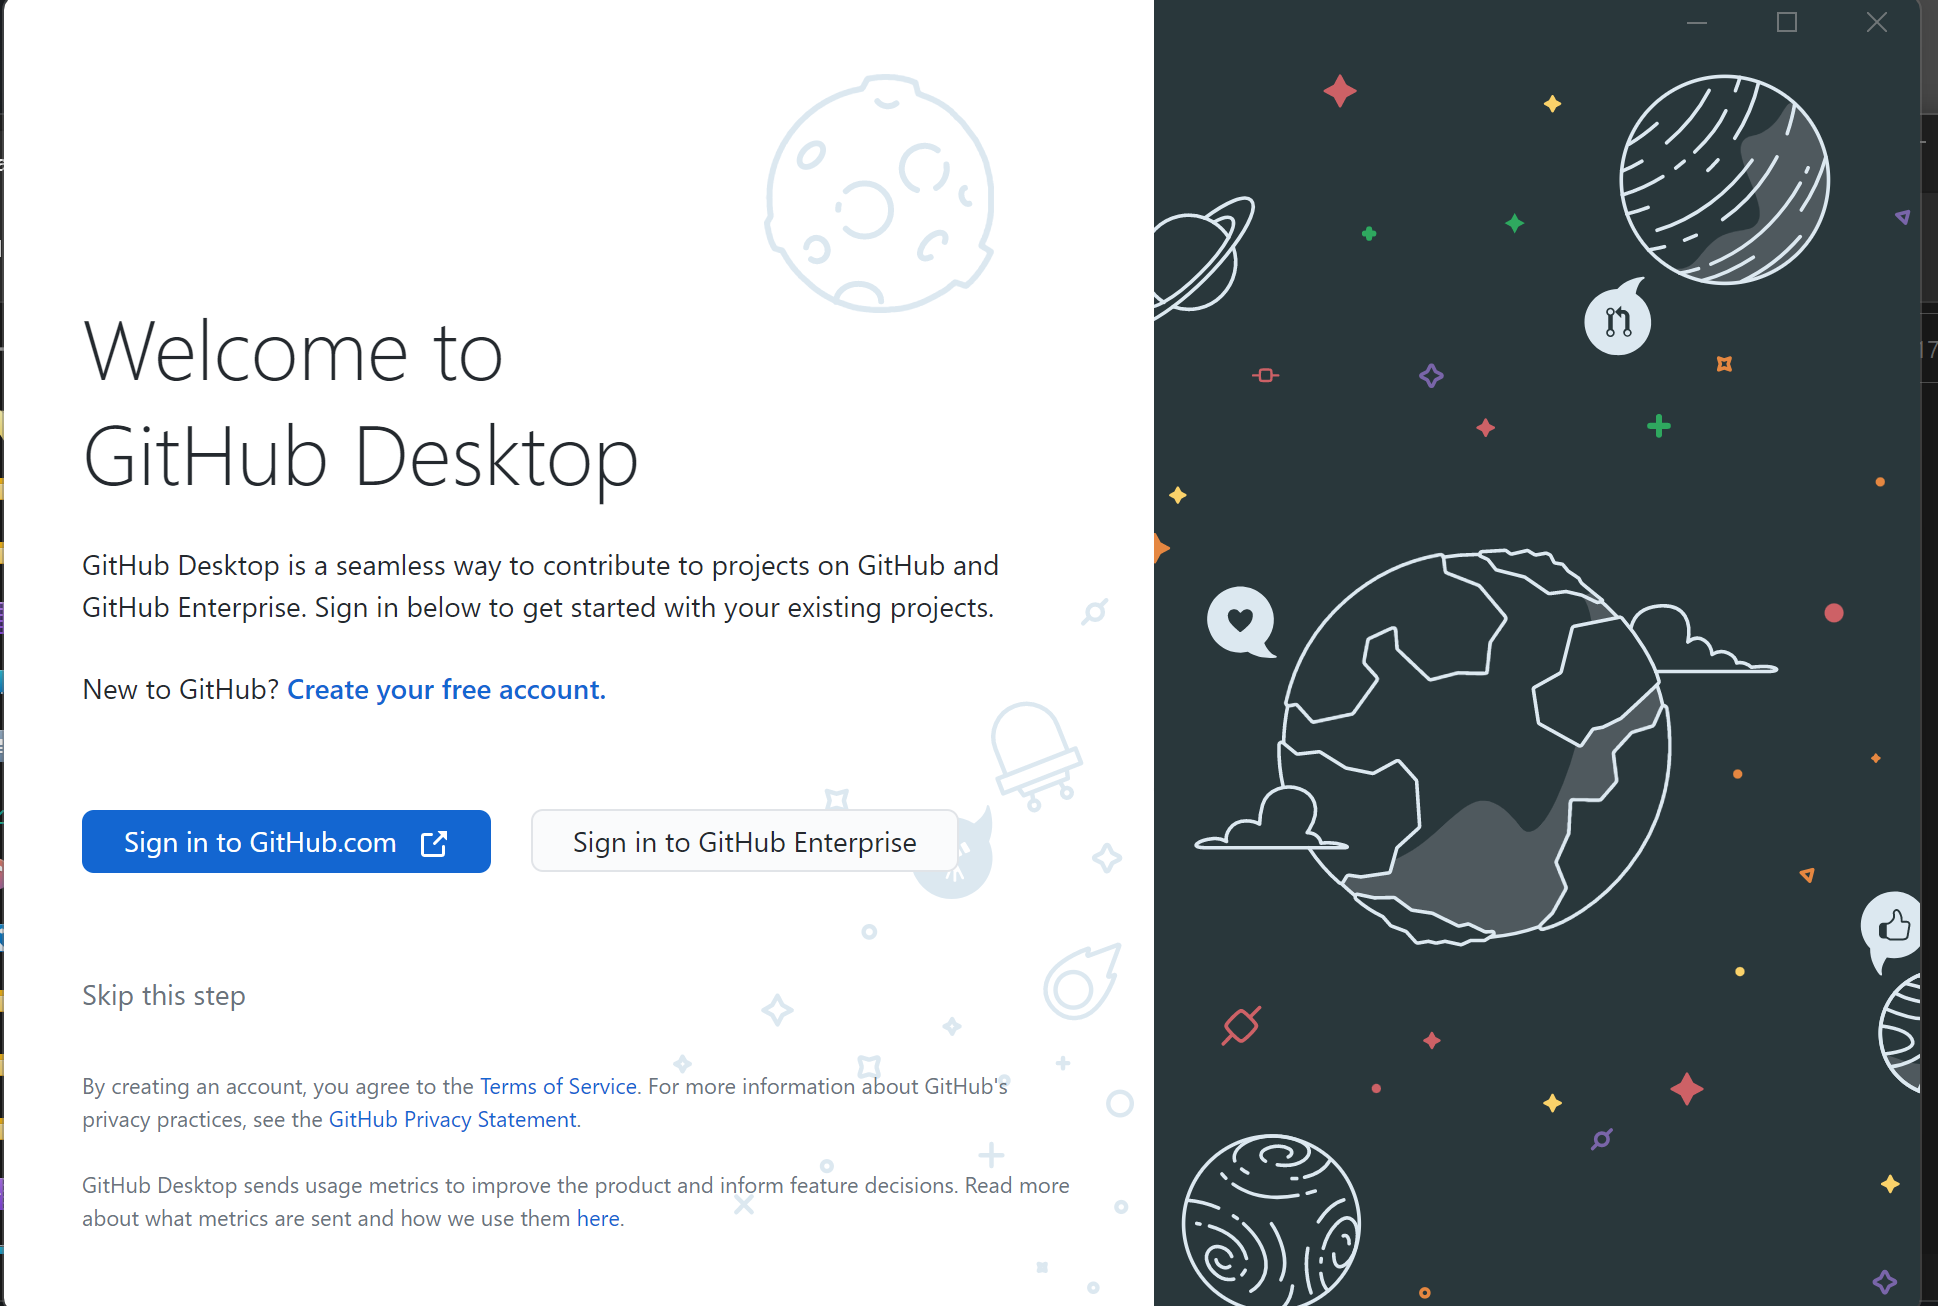 Welcome to
GitHub Desktop
GitHub Desktop is a seamless way to contribute to projects on GitHub and
GitHub Enterprise. Sign in below to get started with your existing projects.
New to GitHub? Create your free account.
Sign in to GitHub.com
Sign in to GitHub Enterprise
Skip this step
By creating an account, you agree to the Terms of Service. For more information about GitHub's
privacy practices, see the GitHub Privacy Statement.
GitHub Desktop sends usage metrics to improve the product and inform feature decisions. Read more
about what metrics are sent and how we use them here.
17